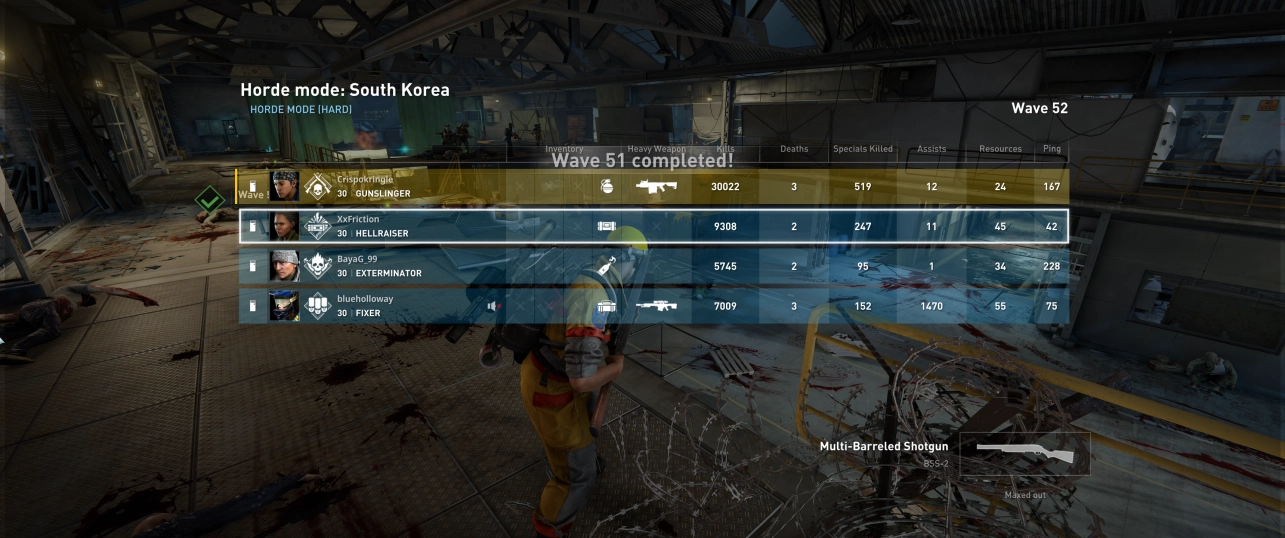 Horde mode: South Korea
HORDE MODE (HARD)
Wave 52
Inventory Heavy Weapon Kills Deaths Specials Killed Assists Resources Ping
Wave 51 completed!
Wave
Crispokringle
30 | GUNSLINGER 30022 3 519 12 24 167
XxFriction
30 | HELLRAISER 9308 2 247 11 45 42
BayaG_99
30 | EXTERMINATOR 5745 2 95 1 34 228
blueholloway
30 | FIXER 7009 3 152 1470 55 75
Multi-Barreled Shotgun
BSS-2
Maxed out